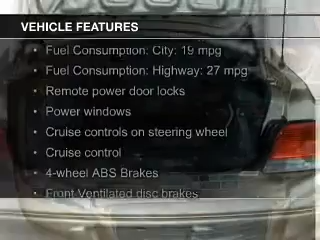 VEHICLE FEATURES
• Fuel Consumption: City: 19 mpg
• Fuel Consumption: Highway: 27 mpg
• Remote power door locks
• Power windows
• Cruise controls on steering wheel
• Cruise control
• 4-wheel ABS Brakes
• Front Ventilated disc brakes